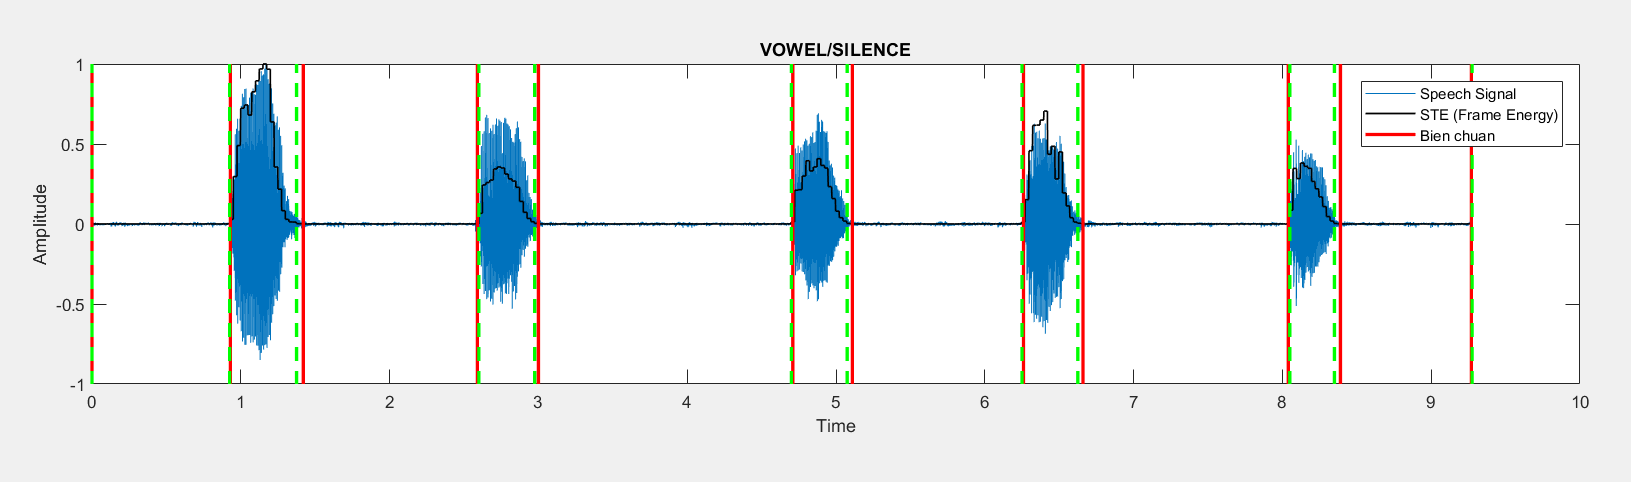 VOWEL/SILENCE
1
0.5
0
-0.5
-1
Amplitude
Speech Signal
STE (Frame Energy)
Bien chuan
0 1 2 3 4 5 6 7 8 9 10
Time